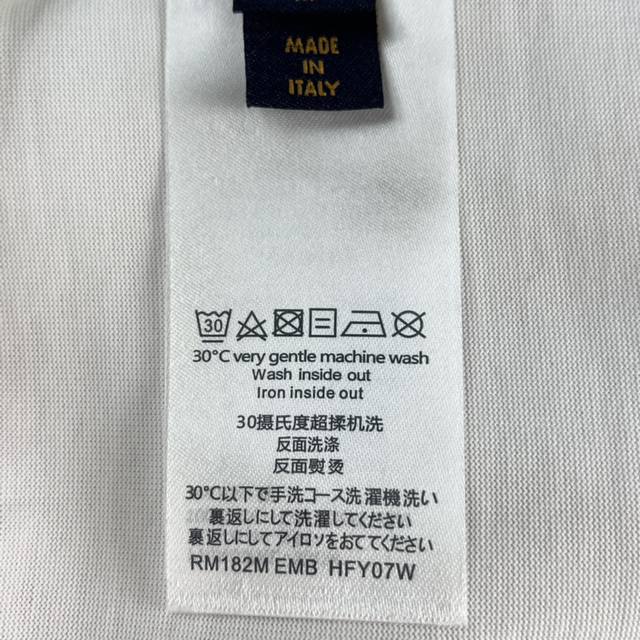 MADE
IN
ITALY
30
30°C very gentle machine wash
Wash inside out
Iron inside out
30摄氏度超揉机洗
反面洗涤
反面熨烫
30℃以下で手洗コース洗濯機洗い
裏返しにして洗濯してください
裏返しにしてアイロソをおててください
RM182M EMB HFY07W